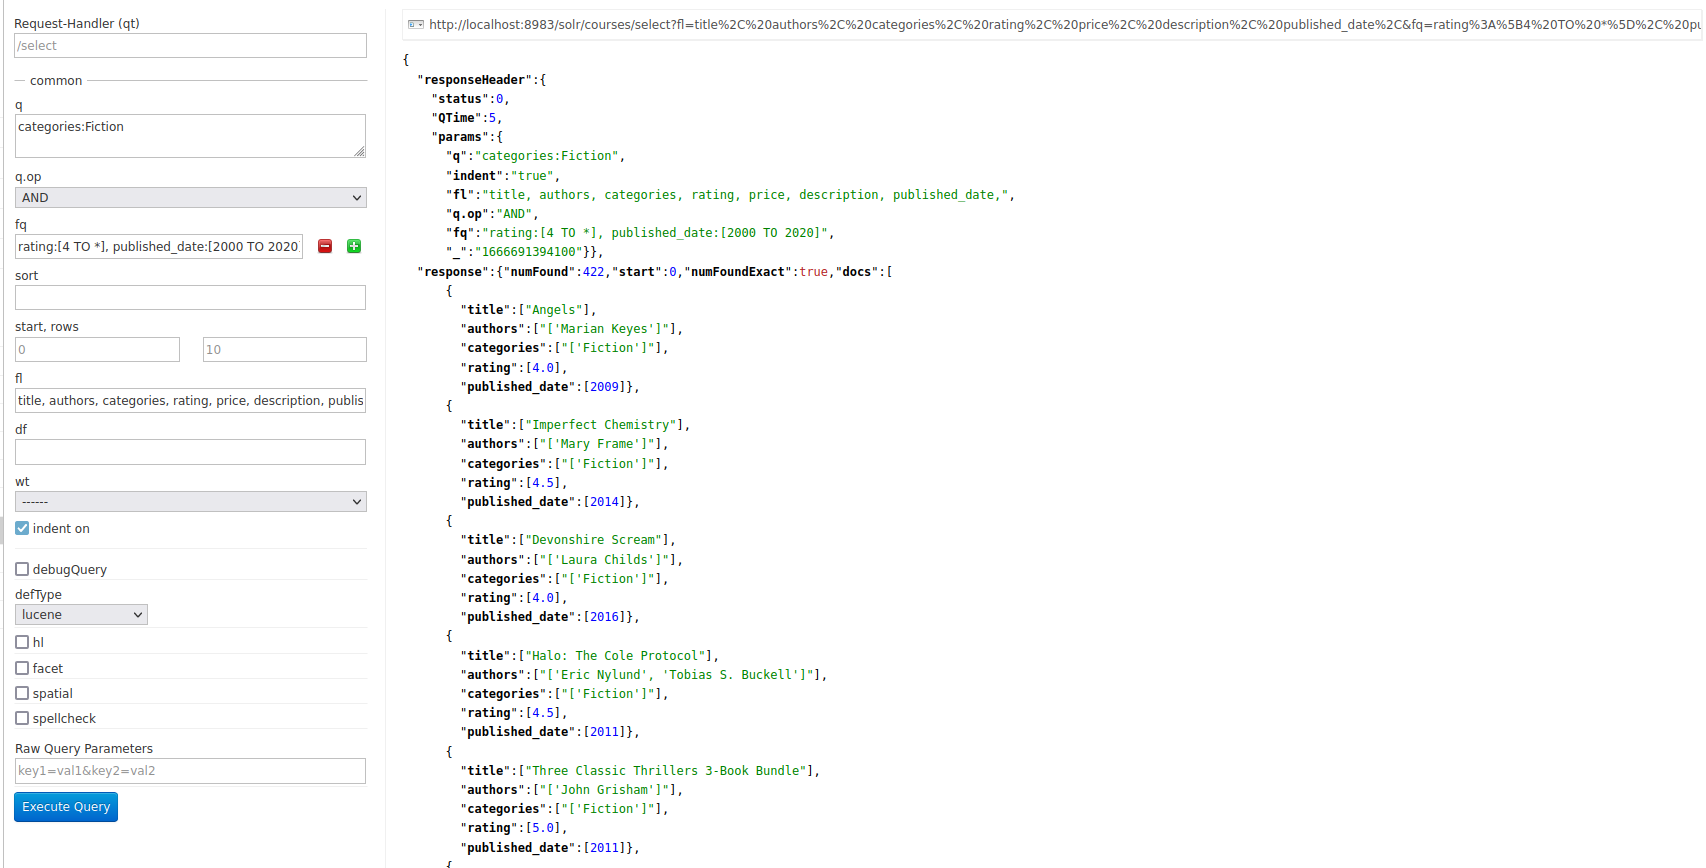 Request-Handler (qt)
/select
common
q
categories:Fiction
q.op
AND
fq
rating:[4 TO *], published_date:[2000 TO 2020]
sort
start, rows
0
10
fl
title, authors, categories, rating, price, description, publis
df
wt
------
indent on
debugQuery
defType
lucene
hl
facet
spatial
spellcheck
Raw Query Parameters
key1=val1&key2=val2
Execute Query
http://localhost:8983/solr/courses/select?fl=title%2C%20authors%2C%20categories%2C%20rating%2C%20price%2C%20description%2C%20published_date%2C&fq=rating%3A%5B4%20TO%20*%5D%2C%20pu
{
"responseHeader":{
"status":0,
"QTime":5,
"params":{
"q":"categories:Fiction",
"indent":"true",
"fl":"title, authors, categories, rating, price, description, published_date,",
"q.op":"AND",
"fq":"rating:[4 TO *], published_date:[2000 TO 2020]",
"_":"1666691394100"}},
"response":{"numFound":422,"start":0,"numFoundExact":true,"docs":[
{
"title":["Angels"],
"authors":["['Marian Keyes']"],
"categories":["['Fiction']"],
"rating":[4.0],
"published_date":[2009]},
{
"title":["Imperfect Chemistry"],
"authors":["['Mary Frame']"],
"categories":["['Fiction']"],
"rating":[4.5],
"published_date":[2014]},
{
"title":["Devonshire Scream"],
"authors":["['Laura Childs']"],
"categories":["['Fiction']"],
"rating":[4.0],
"published_date":[2016]},
{
"title":["Halo: The Cole Protocol"],
"authors":["['Eric Nylund', 'Tobias S. Buckell']"],
"categories":["['Fiction']"],
"rating":[4.5],
"published_date":[2011]},
{
"title":["Three Classic Thrillers 3-Book Bundle"],
"authors":["['John Grisham']"],
"categories":["['Fiction']"],
"rating":[5.0],
"published_date":[2011]},
{